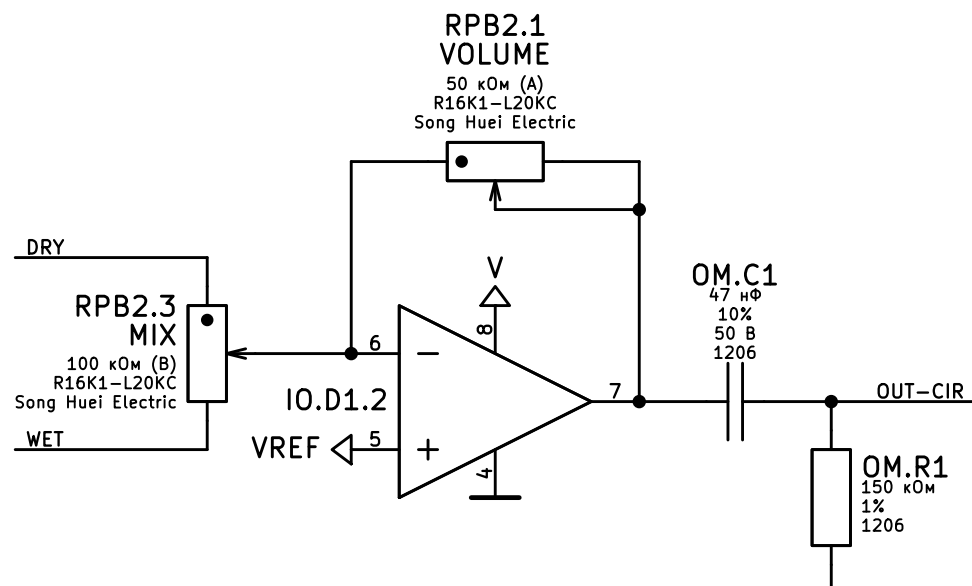 RPB2.1
VOLUME
50 кОм (A)
R16K1-L20KC
Song Huei Electric
DRY
RPB2.3
MIX
100 кОм (B)
R16K1-L20KC
Song Huei Electric
WET
V
8
6
IO.D1.2
VREF
5
4
7
OM.C1
47 нФ
10%
50 В
1206
OUT-CIR
OM.R1
150 кОм
1%
1206